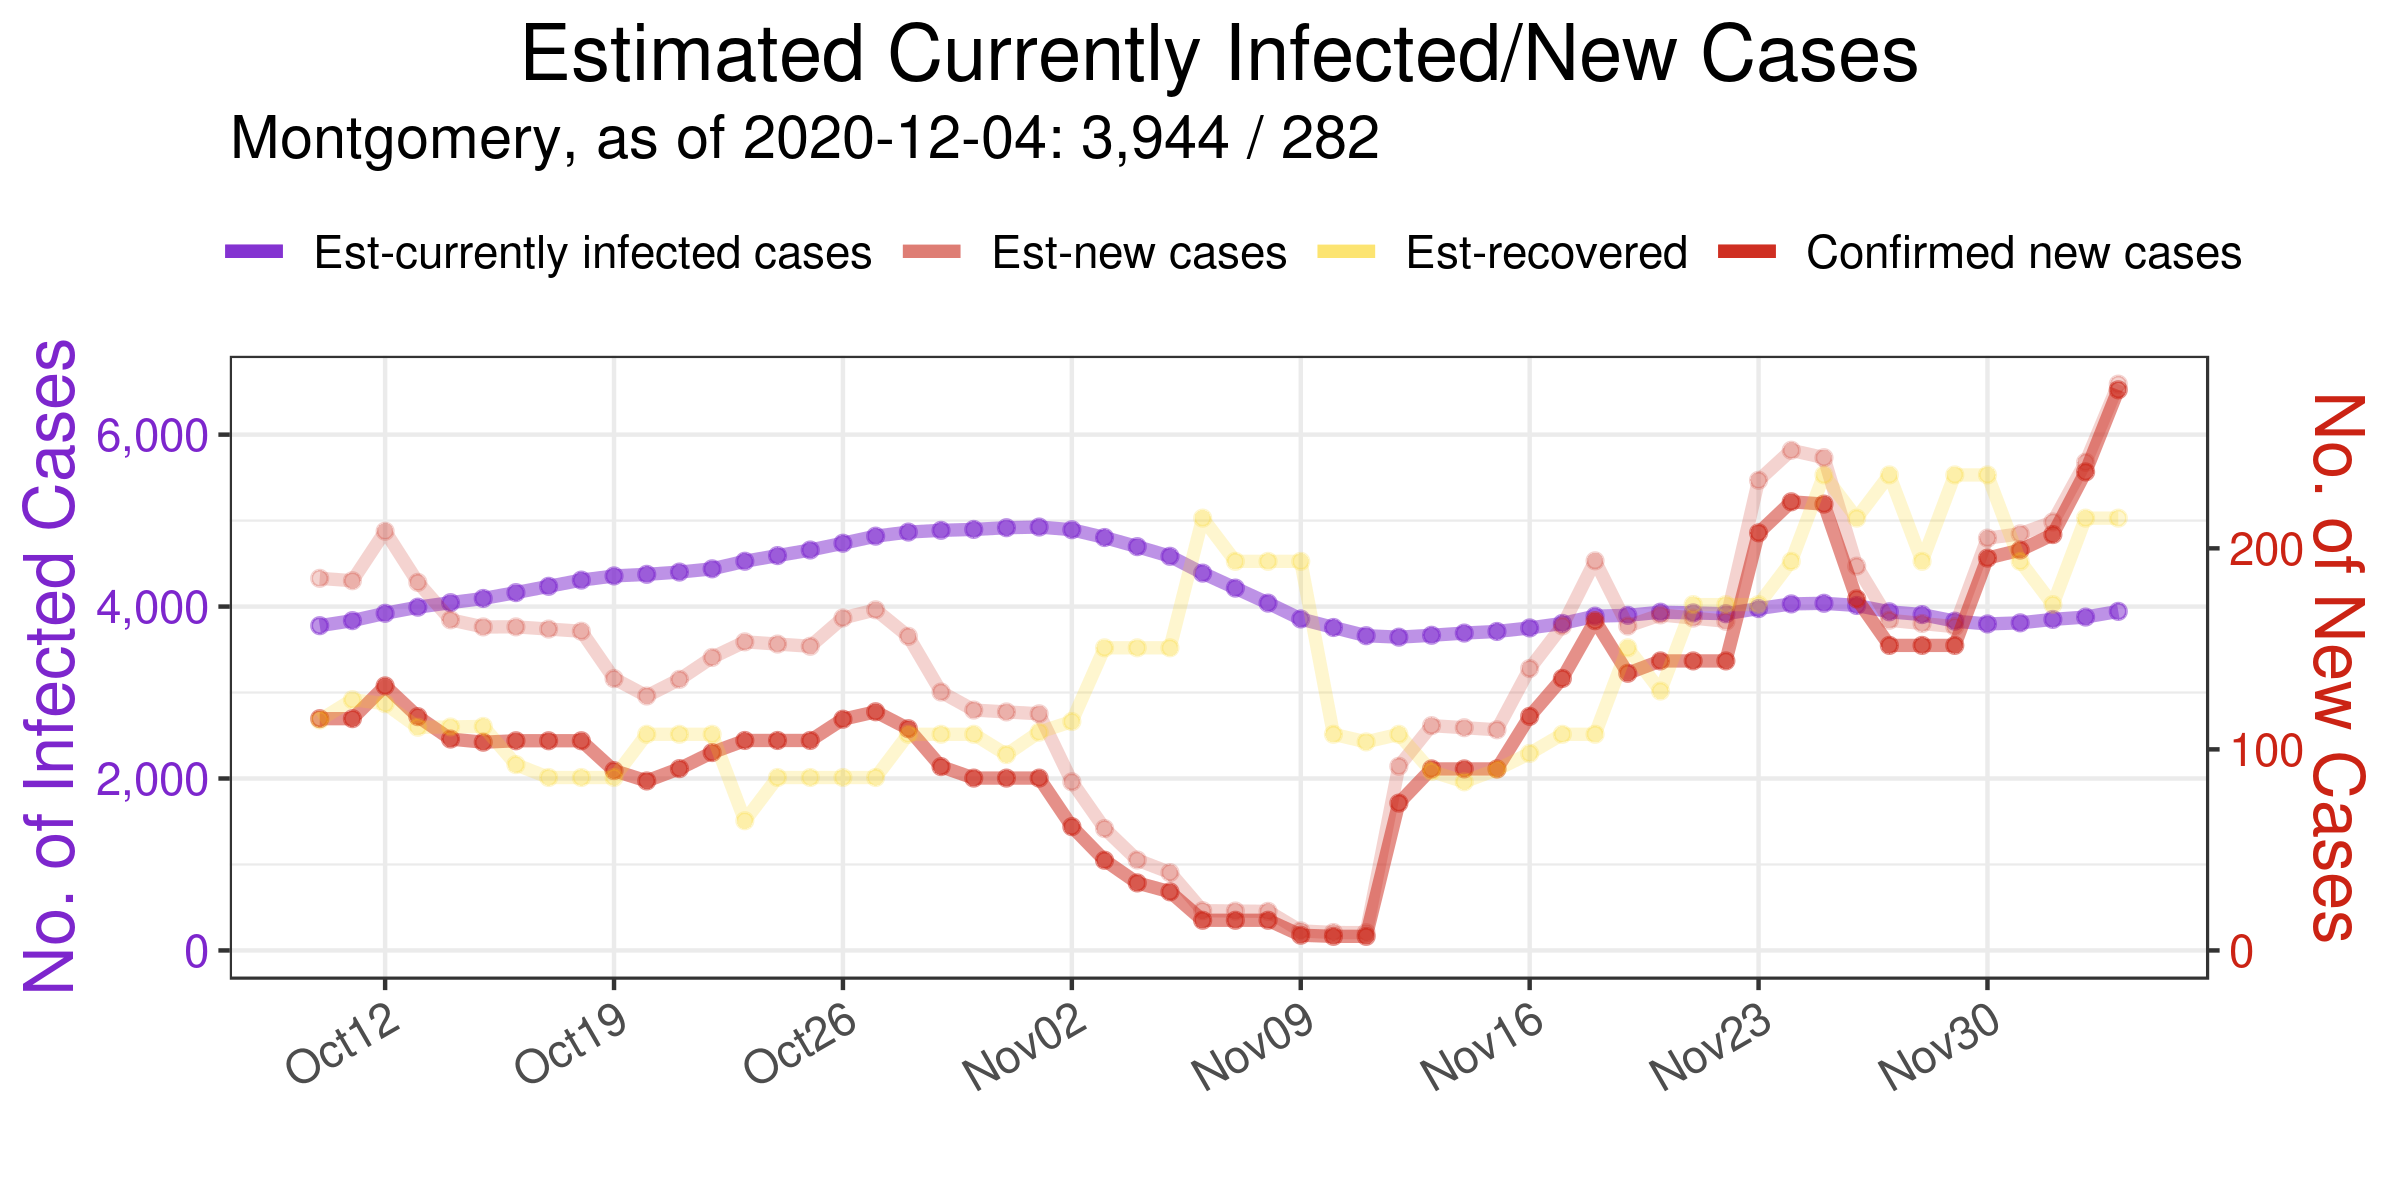 Estimated Currently Infected/New Cases
Montgomery, as of 2020-12-04: 3,944 / 282
Est-currently infected cases Est-new cases Est-recovered Confirmed new cases
No. of Infected Cases
6,000
4,000
2,000
0
200
100
0
No. of New Cases
Oct12 Oct19 Oct26 Nov02 Nov09 Nov16 Nov23 Nov30